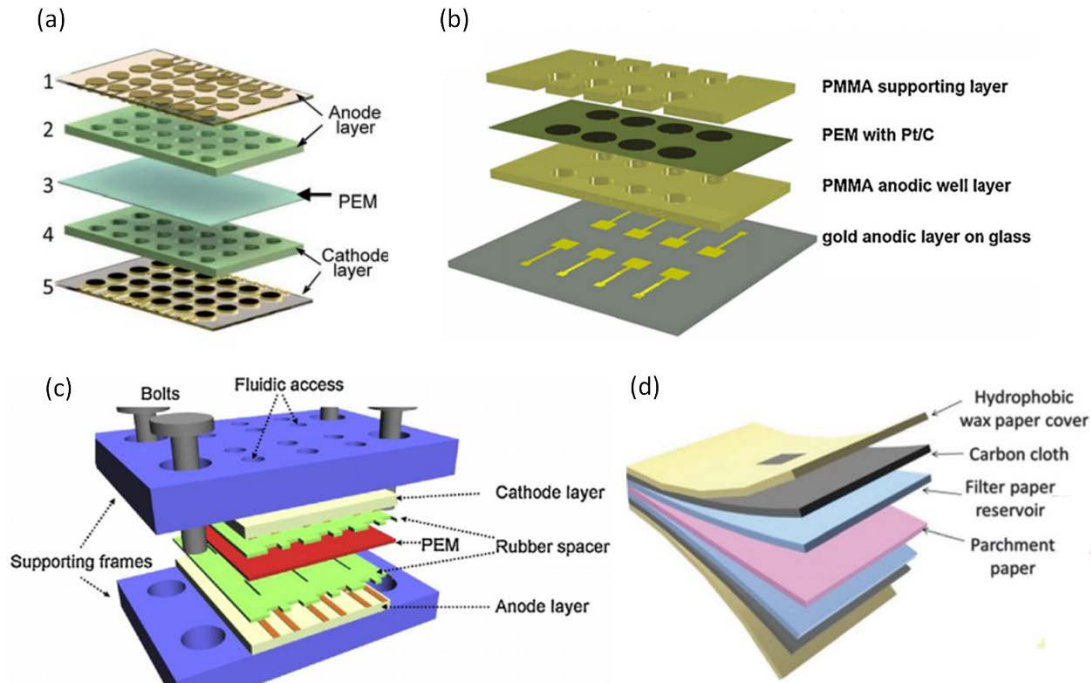 (a)
1
2
3
4
5
Anode
layer
PEM
Cathode
layer
(b)
PMMA supporting layer
PEM with Pt/C
PMMA anodic well layer
gold anodic layer on glass
(c)
Bolts
Fluidic access
Cathode layer
PEM
Rubber spacer
Supporting frames
Anode layer
(d)
Hydrophobic
wax paper cover
Carbon cloth
Filter paper
reservoir
Parchment
paper